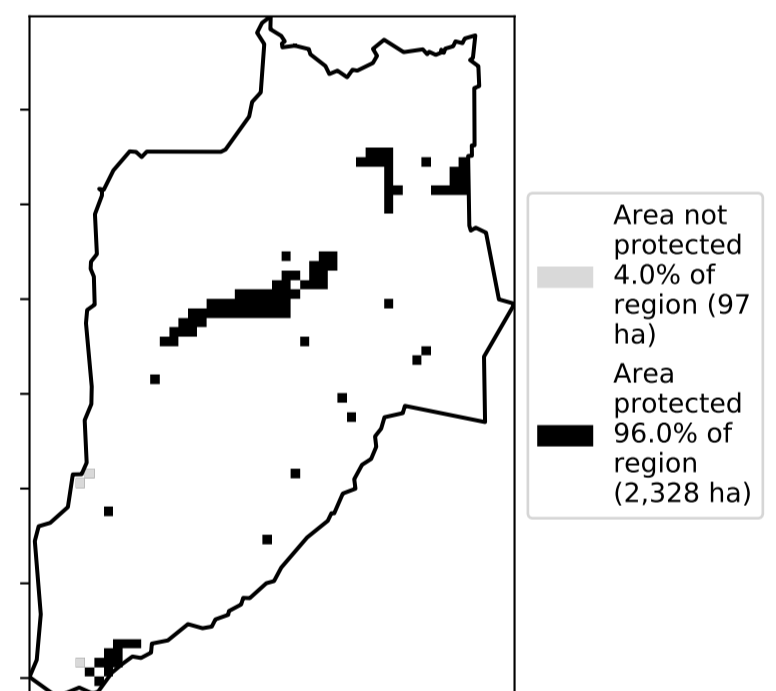 Area not
protected
4.0% of
region (97
ha)
Area
protected
96.0% of
region
(2,328 ha)